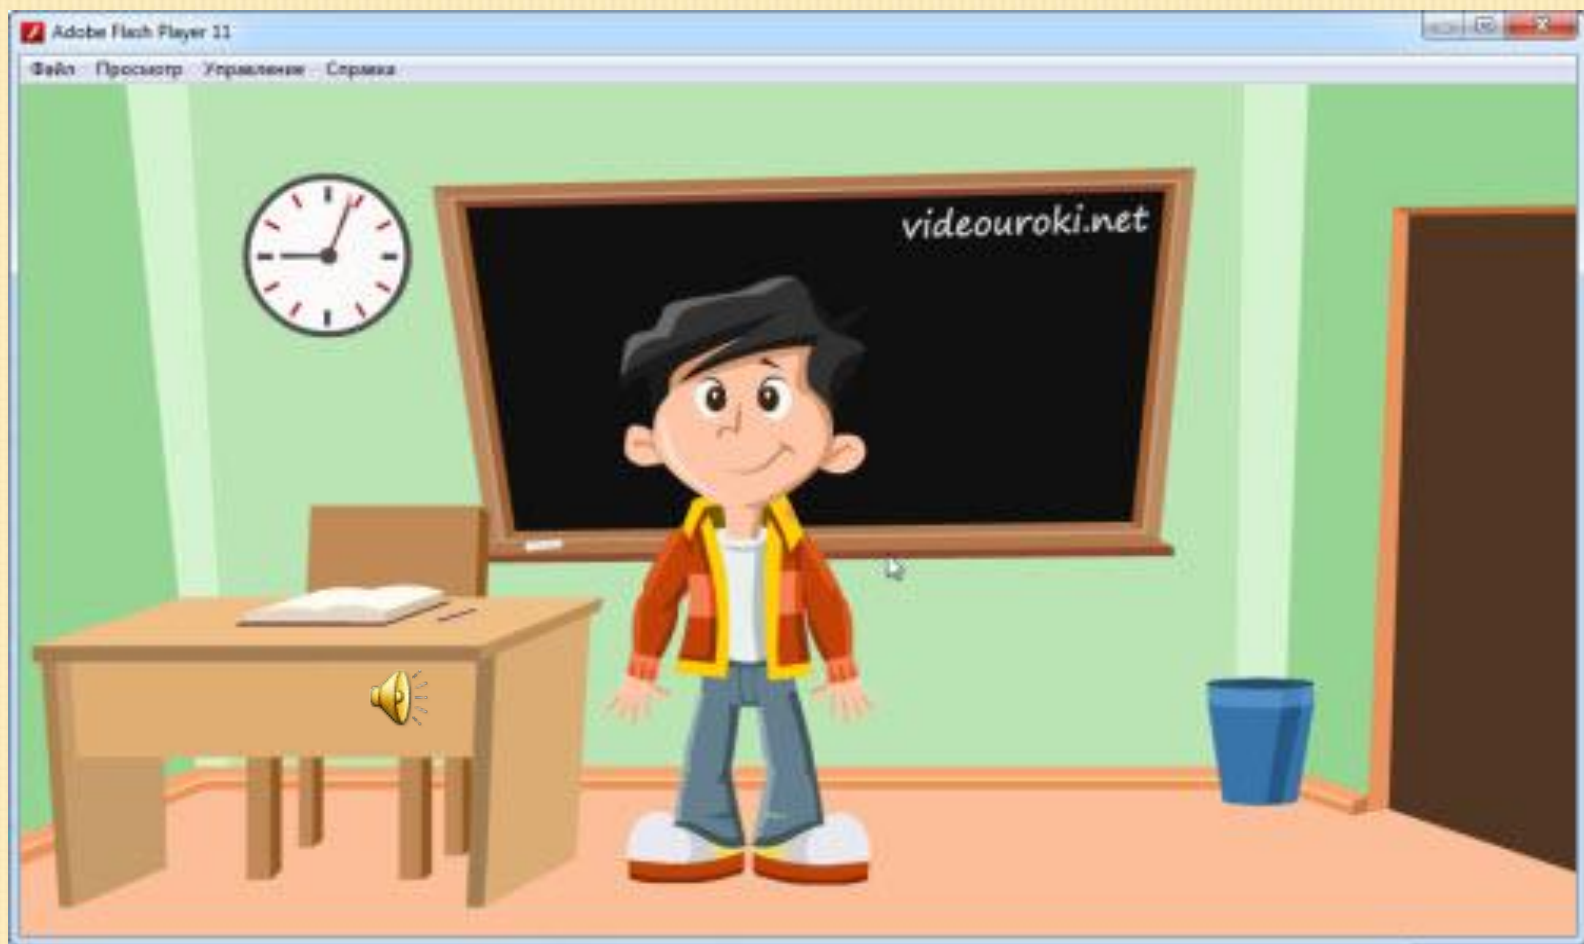 Adobe Flash Player 11
Файл Просмотр Управление Справка
videouroki.net